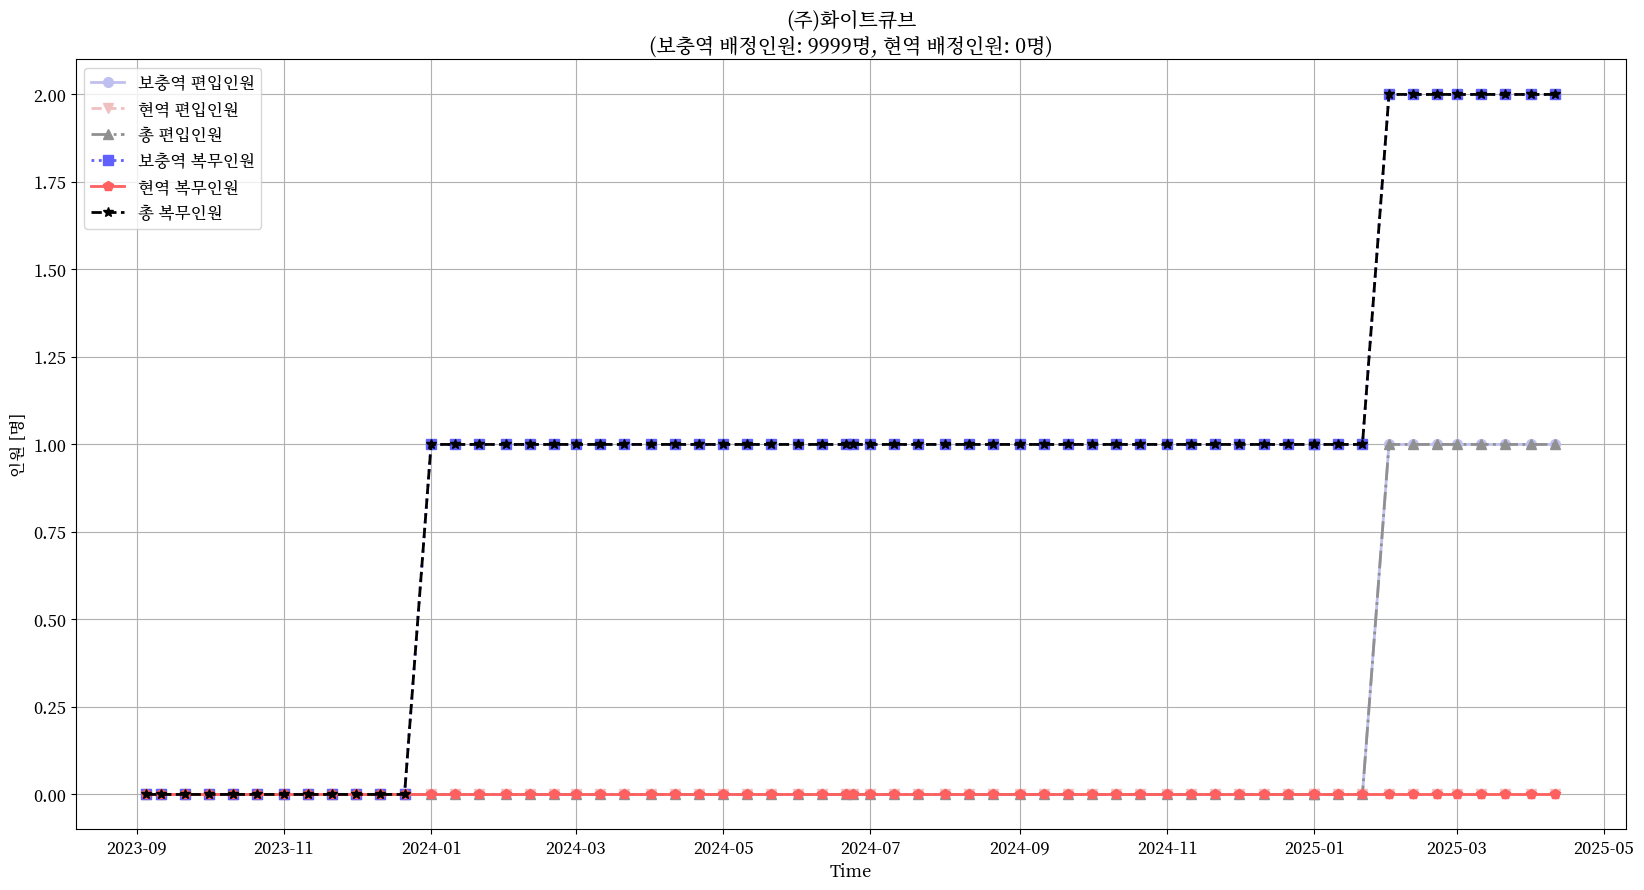 (주)화이트큐브
(보충역 배정인원: 9999명, 현역 배정인원: 0명)
보충역 편입인원
현역 편입인원
총 편입인원
보충역 복무인원
현역 복무인원
총 복무인원
2.00
1.75
1.50
1.25
1.00
0.75
0.50
0.25
0.00
인원 [명]
2023-09
2023-11
2024-01
2024-03
2024-05
2024-07
2024-09
2024-11
2025-01
2025-03
2025-05
Time